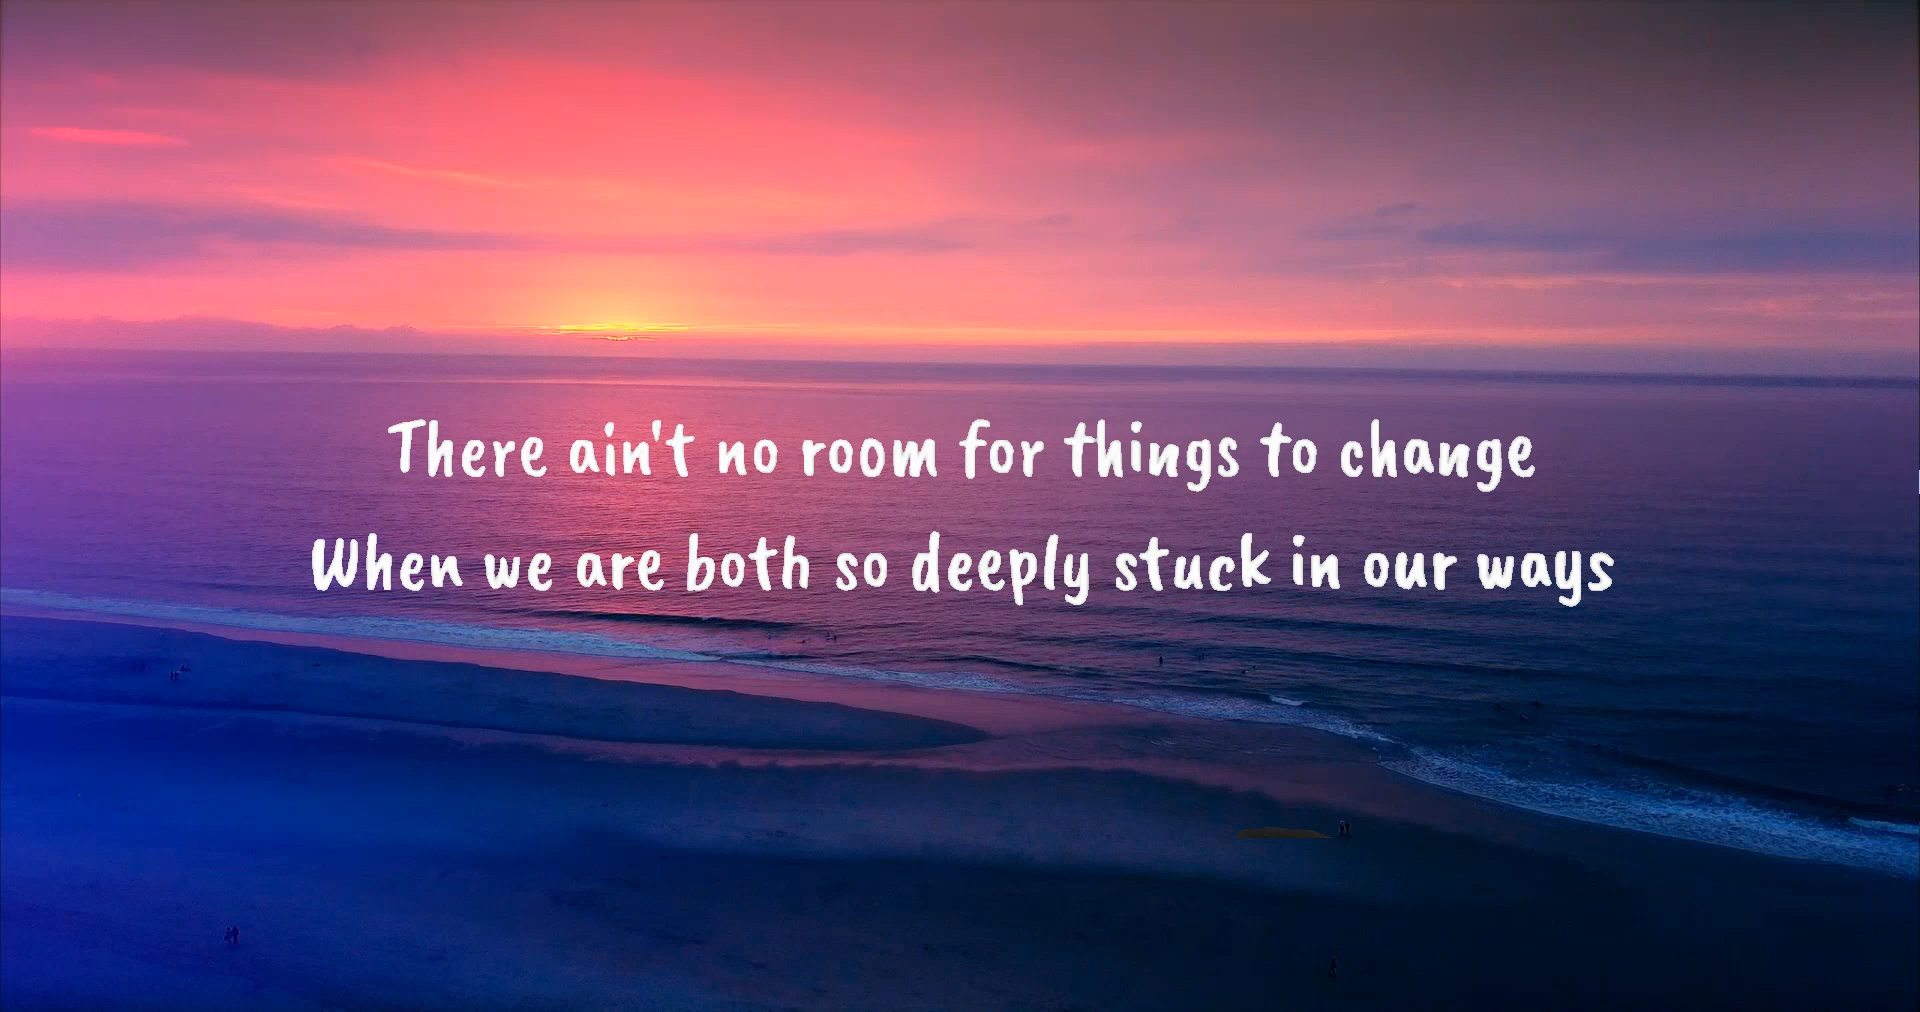 There ain't no room for things to change
When we are both so deeply stuck in our ways